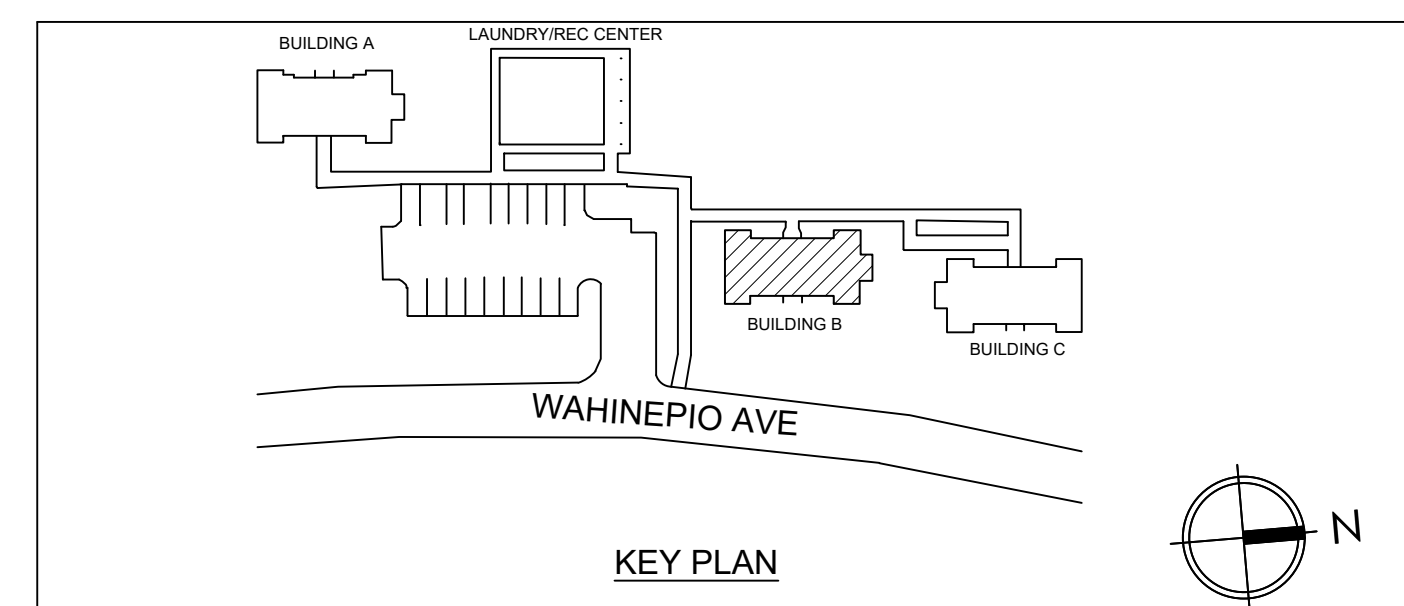 BUILDING A
LAUNDRY/REC CENTER
BUILDING B
BUILDING C
WAHINEPIO AVE
KEY PLAN
N